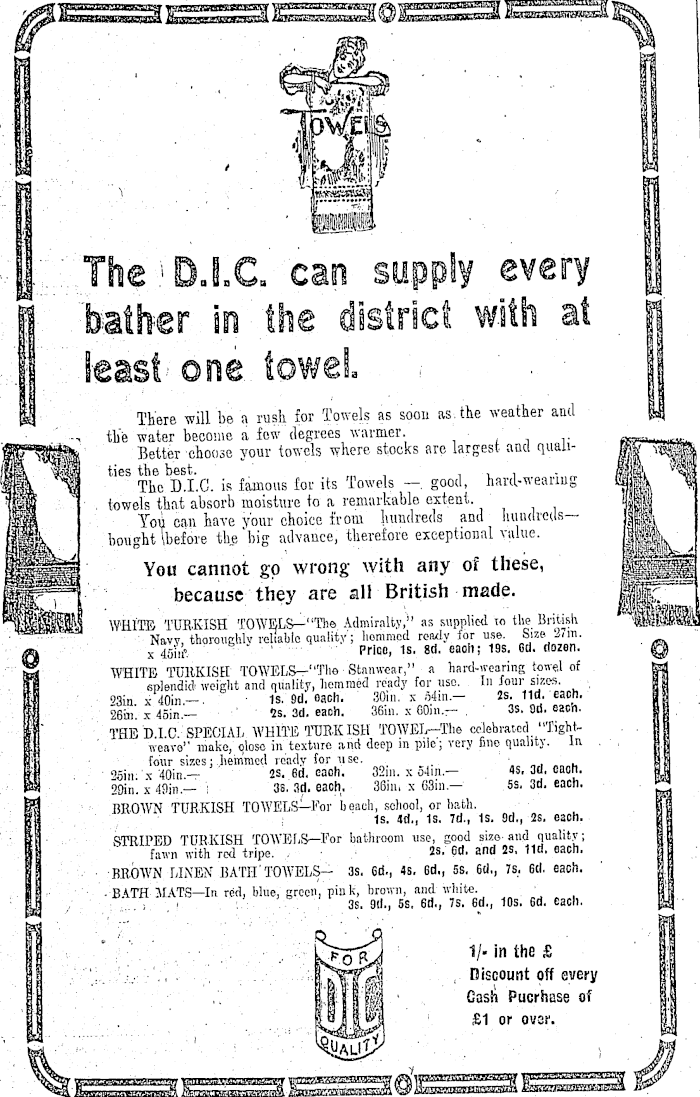 TOWELS
The D.I.C. can supply every
bather in the district with at
least one towel.
There will be a rush for Towels as soon as the weather and
the water become a few degrees warmer.
Better choose your towels where stocks are largest and quali-
ties the best.
The D.I.C. is famous for its Towels — good, hard-wearing
towels that absorb moisture to a remarkable extent.
You can have your choice from hundreds and hundreds—
bought before the big advance, therefore exceptional value.
You cannot go wrong with any of these,
because they are all British made.
WHITE TURKISH TOWELS—"The Admiralty," as supplied to the British
Navy, thoroughly reliable quality; hemmed ready for use. Size 27in.
x 45in. Price, 1s. 8d. each; 19s. 6d. dozen.
WHITE TURKISH TOWELS—"The Stanwear," a hard-wearing towel of
splendid weight and quality, hemmed ready for use. In four sizes.
23in. x 40in.— 1s. 9d. each. 30in. x 54in.— 2s. 11d. each.
26in. x 45in.— 2s. 3d. each. 36in. x 60in.— 3s. 9d. each.
THE D.I.C. SPECIAL WHITE TURKISH TOWEL—The celebrated "Tight-
weave" make, close in texture and deep in pile; very fine quality. In
four sizes; hemmed ready for use.
25in. x 40in.— 2s. 6d. each. 32in. x 54in.— 4s. 3d. each.
29in. x 49in.— 3s. 3d. each. 36in. x 63in.— 5s. 3d. each.
BROWN TURKISH TOWELS—For beach, school, or bath.
1s. 4d., 1s. 7d., 1s. 9d., 2s. each.
STRIPED TURKISH TOWELS—For bathroom use, good size and quality;
fawn with red tripe. 2s. 6d. and 2s. 11d. each.
BROWN LINEN BATH TOWELS— 3s. 6d., 4s. 6d., 5s. 6d., 7s. 6d. each.
BATH MATS—In red, blue, green, pink, brown, and white.
3s. 9d., 5s. 6d., 7s. 6d., 10s. 6d. each.
FOR
DIC
QUALITY
1/- in the £
Discount off every
Cash Pucrhase of
£1 or over.